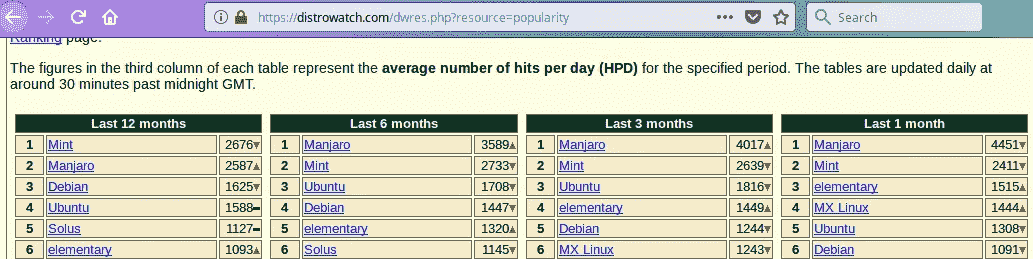 https://distrowatch.com/dwres.php?resource=popularity
Search
Ranking page.
The figures in the third column of each table represent the average number of hits per day (HPD) for the specified period. The tables are updated daily at
around 30 minutes past midnight GMT.
Last 12 months Last 6 months Last 3 months Last 1 month
1 Mint 2676▾ 1 Manjaro 3589▴ 1 Manjaro 4017▴ 1 Manjaro 4451▾
2 Manjaro 2587▴ 2 Mint 2733▾ 2 Mint 2639▾ 2 Mint 2411▾
3 Debian 1625▾ 3 Ubuntu 1708▾ 3 Ubuntu 1816▾ 3 elementary 1515▴
4 Ubuntu 1588 4 Debian 1447▾ 4 elementary 1449▴ 4 MX Linux 1444▴
5 Solus 1127 5 elementary 1320▴ 5 Debian 1244▾ 5 Ubuntu 1308▾
6 elementary 1093▴ 6 Solus 1145▾ 6 MX Linux 1243▾ 6 Debian 1091▾